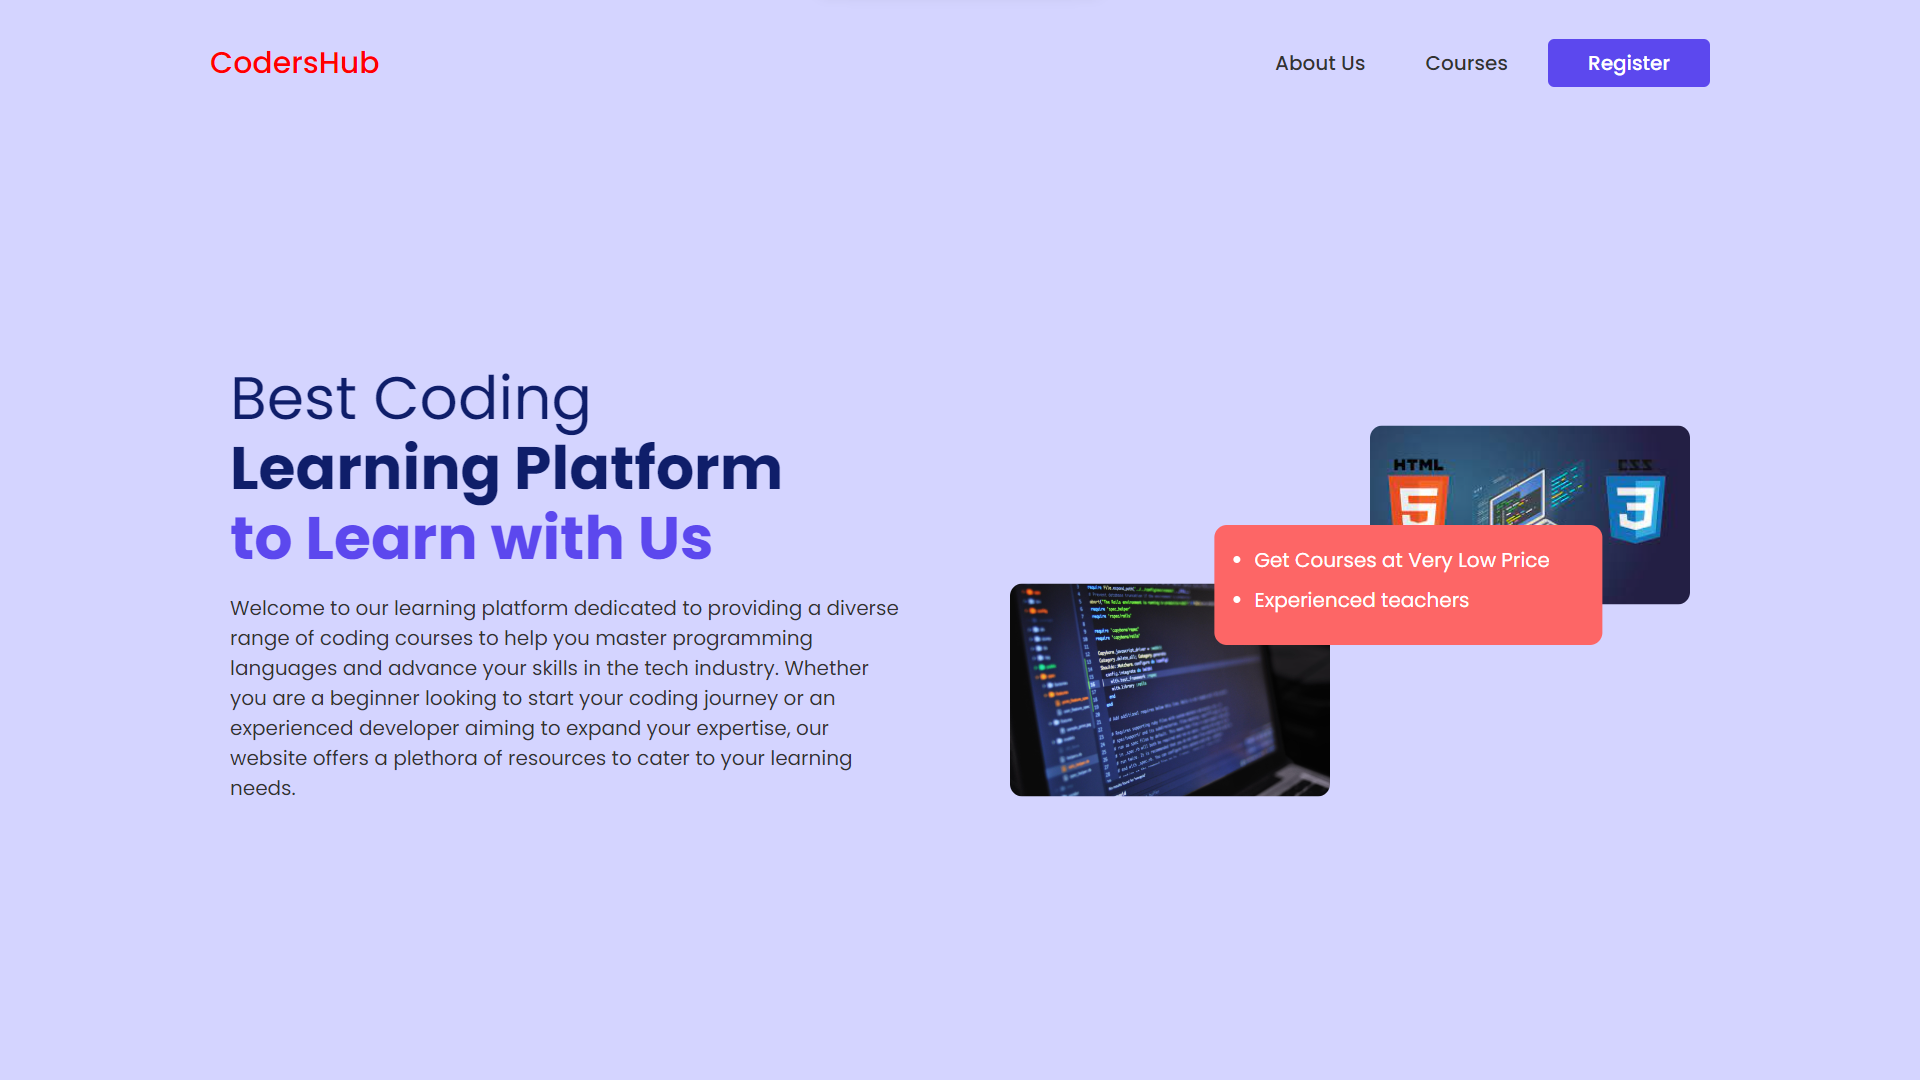 CodersHub
About Us
Courses
Register
Best Coding
Learning Platform
to Learn with Us
Welcome to our learning platform dedicated to providing a diverse
range of coding courses to help you master programming
languages and advance your skills in the tech industry. Whether
you are a beginner looking to start your coding journey or an
experienced developer aiming to expand your expertise, our
website offers a plethora of resources to cater to your learning
needs.
HTML
5
CSS
3
Get Courses at Very Low Price
Experienced teachers